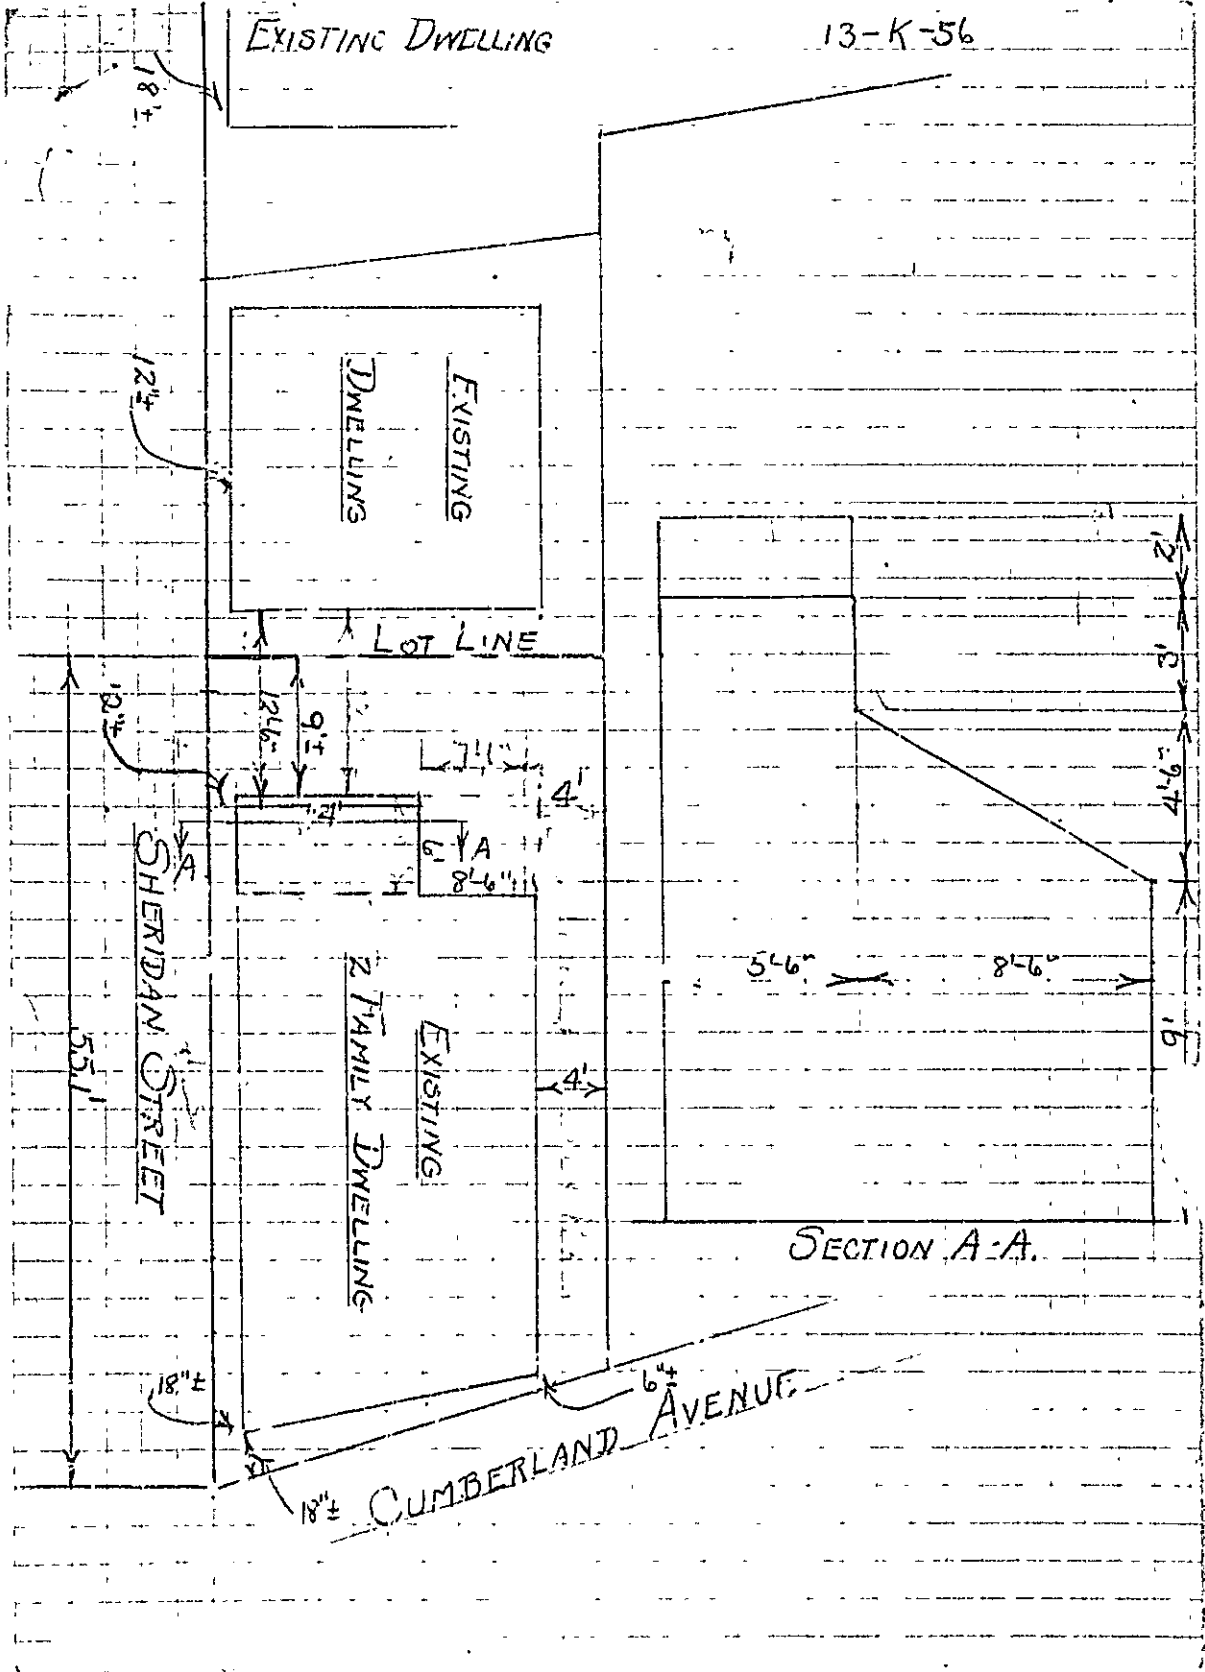 EXISTING DWELLING
13-K-56
18'±
12"±
EXISTING
DWELLING
LOT LINE
12'6"
9'±
12"±
4'
6'
A
A
8'-6"
SHERIDAN STREET
55.1'
EXISTING
2 FAMILY DWELLING
4'
2'
3'
4'6"
5'-6"
8'-6"
9'
SECTION A-A.
18"±
6"±
18"±
CUMBERLAND AVENUE